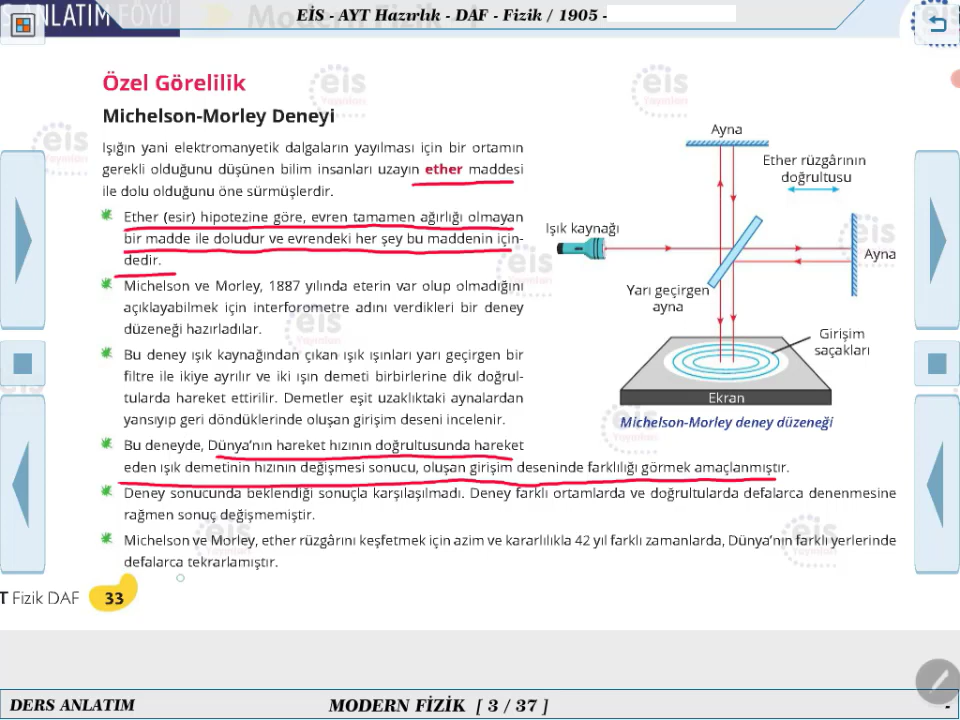 S ANLATIM FÖYÜ
Modern Fizik - I
EİS - AYT Hazırlık - DAF - Fizik / 1905 -
eis
Yayınları
Özel Görelilik
Michelson-Morley Deneyi
Işığın yani elektromanyetik dalgaların yayılması için bir ortamın
gerekli olduğunu düşünen bilim insanları uzayın ether maddesi
ile dolu olduğunu öne sürmüşlerdir.
Ether (esir) hipotezine göre, evren tamamen ağırlığı olmayan
bir madde ile doludur ve evrendeki her şey bu maddenin için-
dedir.
Michelson ve Morley, 1887 yılında eterin var olup olmadığını
açıklayabilmek için interforometre adını verdikleri bir deney
düzeneği hazırladılar.
Bu deney ışık kaynağından çıkan ışık ışınları yarı geçirgen bir
filtre ile ikiye ayrılır ve iki ışın demeti birbirlerine dik doğrul-
tularda hareket ettirilir. Demetler eşit uzaklıktaki aynalardan
yansıyıp geri döndüklerinde oluşan girişim deseni incelenir.
Bu deneyde, Dünya'nın hareket hızının doğrultusunda hareket
eden ışık demetinin hızının değişmesi sonucu, oluşan girişim deseninde farklılığı görmek amaçlanmıştır.
Deney sonucunda beklendiği sonuçla karşılaşılmadı. Deney farklı ortamlarda ve doğrultularda defalarca denenmesine
rağmen sonuç değişmemiştir.
Michelson ve Morley, ether rüzgârını keşfetmek için azim ve kararlılıkla 42 yıl farklı zamanlarda, Dünya'nın farklı yerlerinde
defalarca tekrarlamıştır.
Ayna
Ether rüzgârının
doğrultusu
Işık kaynağı
Ayna
Yarı geçirgen
ayna
Girişim
saçakları
Ekran
Michelson-Morley deney düzeneği
T Fizik DAF
33
DERS ANLATIM
MODERN FİZİK [ 3 / 37 ]
-